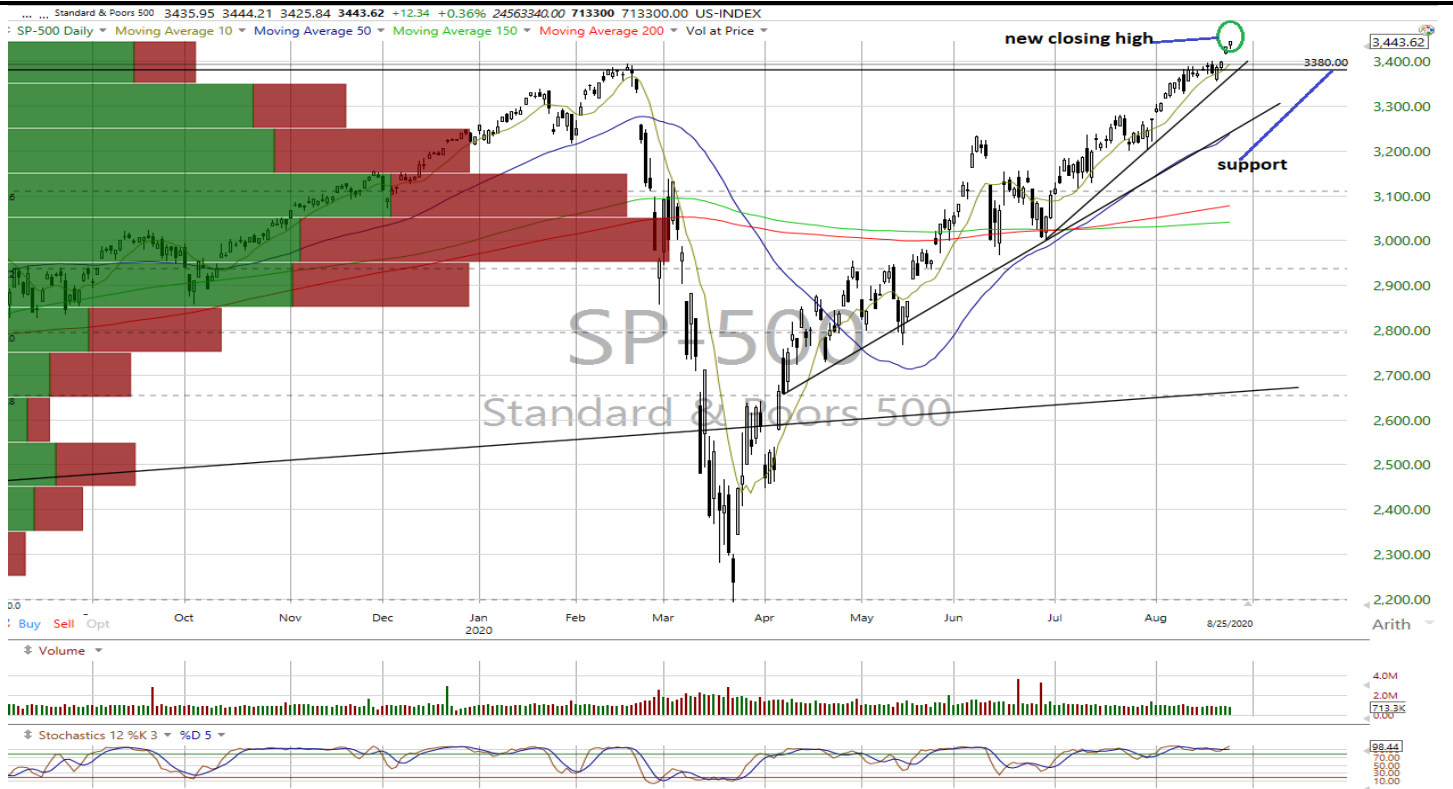 ... ... Standard & Poors 500 3435.95 3444.21 3425.84 3443.62 +12.34 +0.36% 24563340.00 713300 713300.00 US-INDEX
SP-500 Daily Moving Average 10 Moving Average 50 Moving Average 150 Moving Average 200 Vol at Price
new closing high
3,443.62
3380.00
3,400.00
3,300.00
3,200.00
support
3,100.00
3,000.00
2,900.00
2,800.00
SP-500
2,700.00
Standard & Poors 500
2,600.00
2,500.00
2,400.00
2,300.00
2,200.00
0.0
Oct Nov Dec Jan Feb Mar Apr May Jun Jul Aug
2020 8/25/2020
Buy Sell Opt Arith
Volume
4.0M
2.0M
713.3K
0.00
Stochastics 12 %K 3 %D 5
98.44
70.00
50.00
30.00
10.00